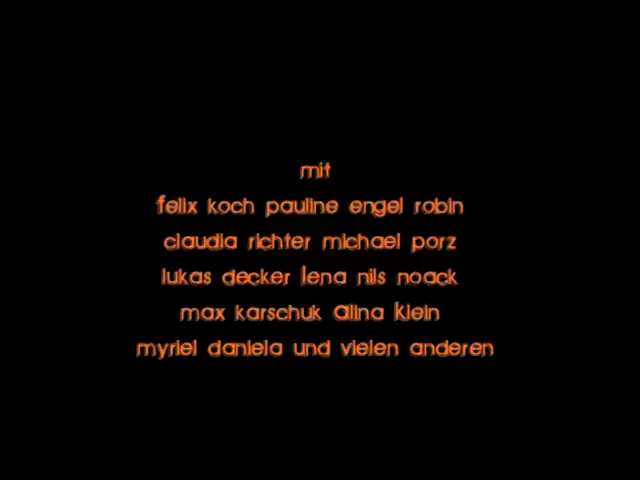 mit
felix koch pauline engel robin
claudia richter michael porz
lukas decker lena nils noack
max karschuk alina klein
myriel daniela und vielen anderen